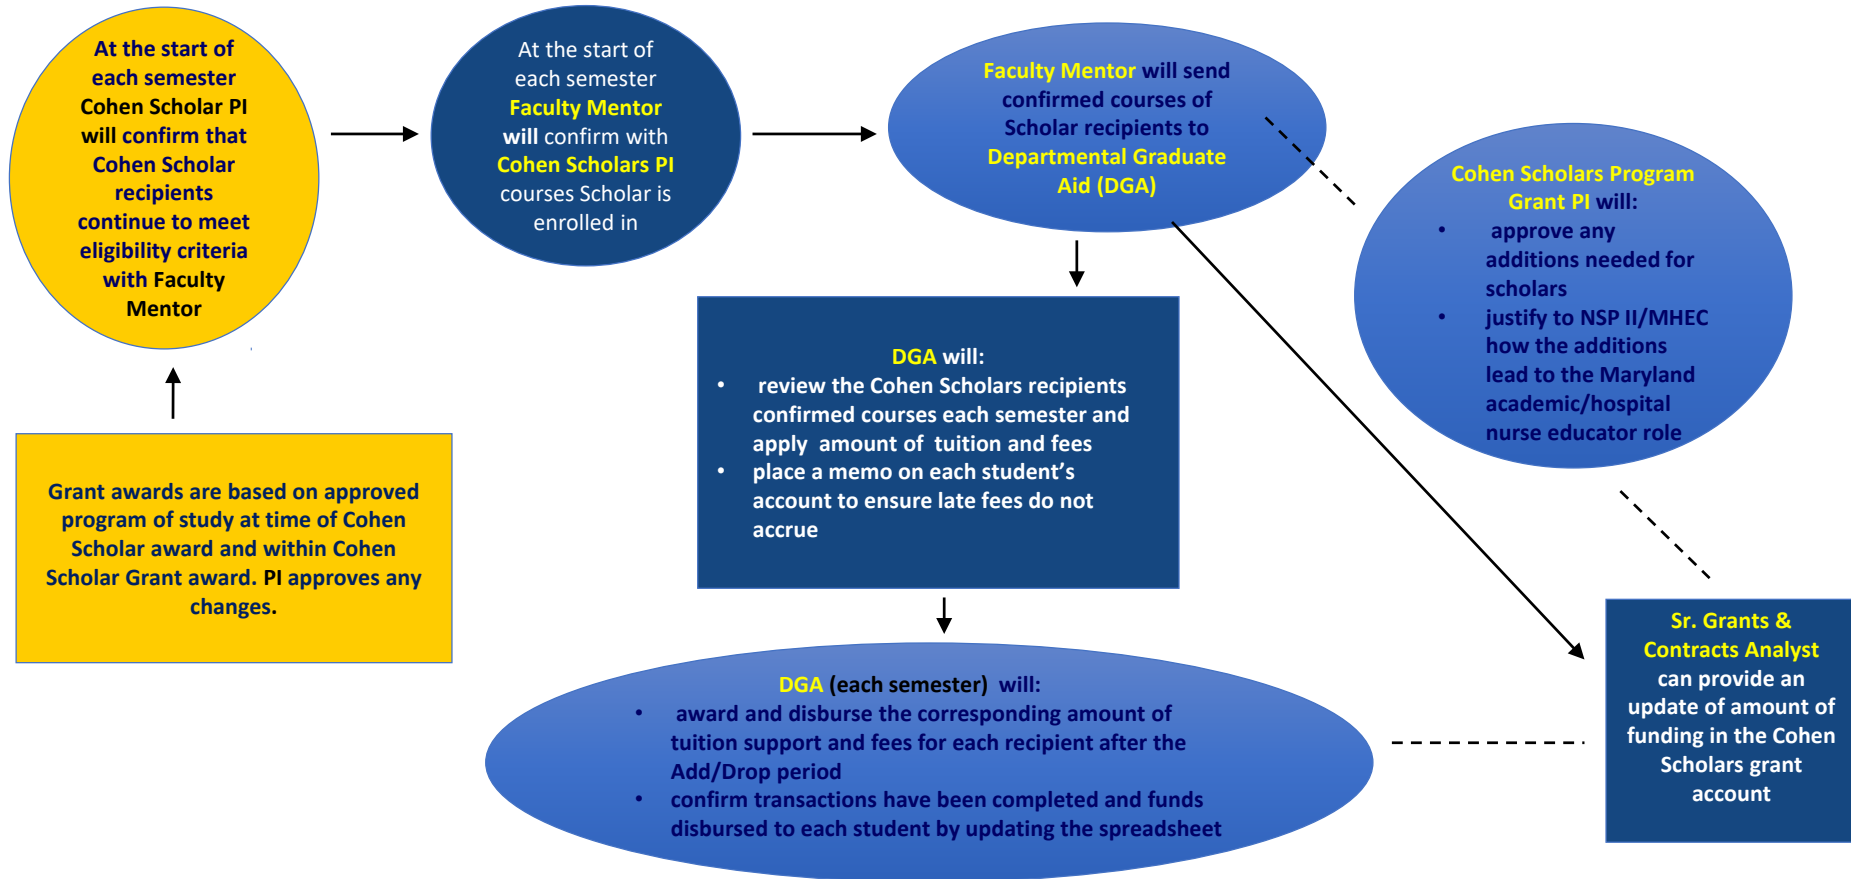 At the start of
each semester
Cohen Scholar PI
will confirm that
Cohen Scholar
recipients
continue to meet
eligibility criteria
with Faculty
Mentor
At the start of
each semester
Faculty Mentor
will confirm with
Cohen Scholars PI
courses Scholar is
enrolled in
Faculty Mentor will send
confirmed courses of
Scholar recipients to
Departmental Graduate
Aid (DGA)
Cohen Scholars Program
Grant PI will:
• approve any
additions needed for
scholars
• justify to NSP II/MHEC
how the additions
lead to the Maryland
academic/hospital
nurse educator role
Grant awards are based on approved
program of study at time of Cohen
Scholar award and within Cohen
Scholar Grant award. PI approves any
changes.
DGA will:
• review the Cohen Scholars recipients
confirmed courses each semester and
apply amount of tuition and fees
• place a memo on each student’s
account to ensure late fees do not
accrue
DGA (each semester) will:
• award and disburse the corresponding amount of
tuition support and fees for each recipient after the
Add/Drop period
• confirm transactions have been completed and funds
disbursed to each student by updating the spreadsheet
Sr. Grants &
Contracts Analyst
can provide an
update of amount of
funding in the Cohen
Scholars grant
account